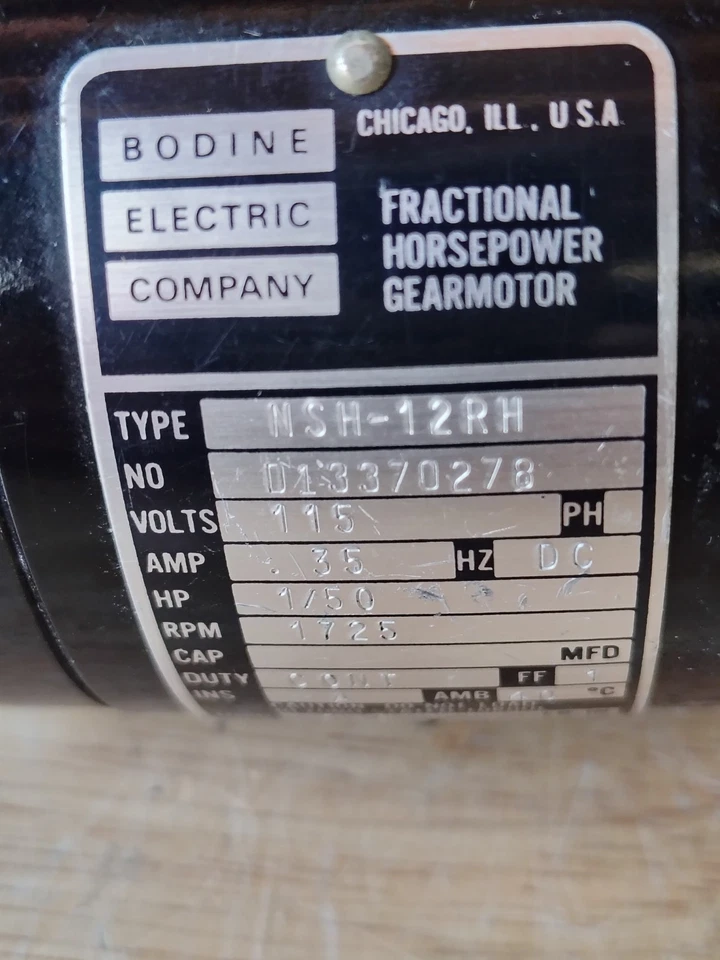 BODINE
ELECTRIC
COMPANY
CHICAGO, ILL., U.S.A.
FRACTIONAL
HORSEPOWER
GEARMOTOR
TYPE NSH-12RH
NO D13370278
VOLTS 115 PH
AMP .35 HZ DC
HP 1/50
RPM 1725
CAP MFD
DUTY CONT FF 1
INS A AMB 40 °C